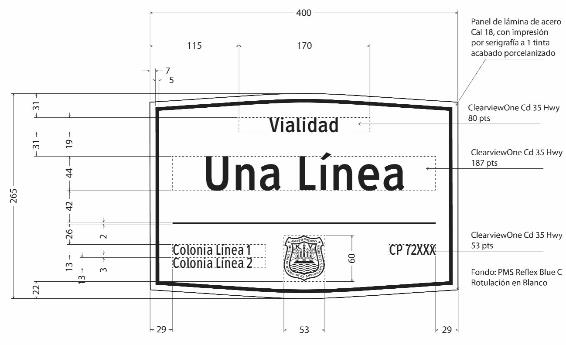 400
Panel de lámina de acero
Cal 18, con impresión
por serigrafía a 1 tinta
acabado porcelanizado
115
170
7
5
31
ClearviewOne Cd 35 Hwy
80 pts
Vialidad
31
19
ClearviewOne Cd 35 Hwy
187 pts
Una Línea
44
265
42
26
2
ClearviewOne Cd 35 Hwy
53 pts
Colonia Línea 1
CP 72XXX
60
13
3
Colonia Línea 2
13
Fondo: PMS Reflex Blue C
Rotulación en Blanco
22
29
53
29